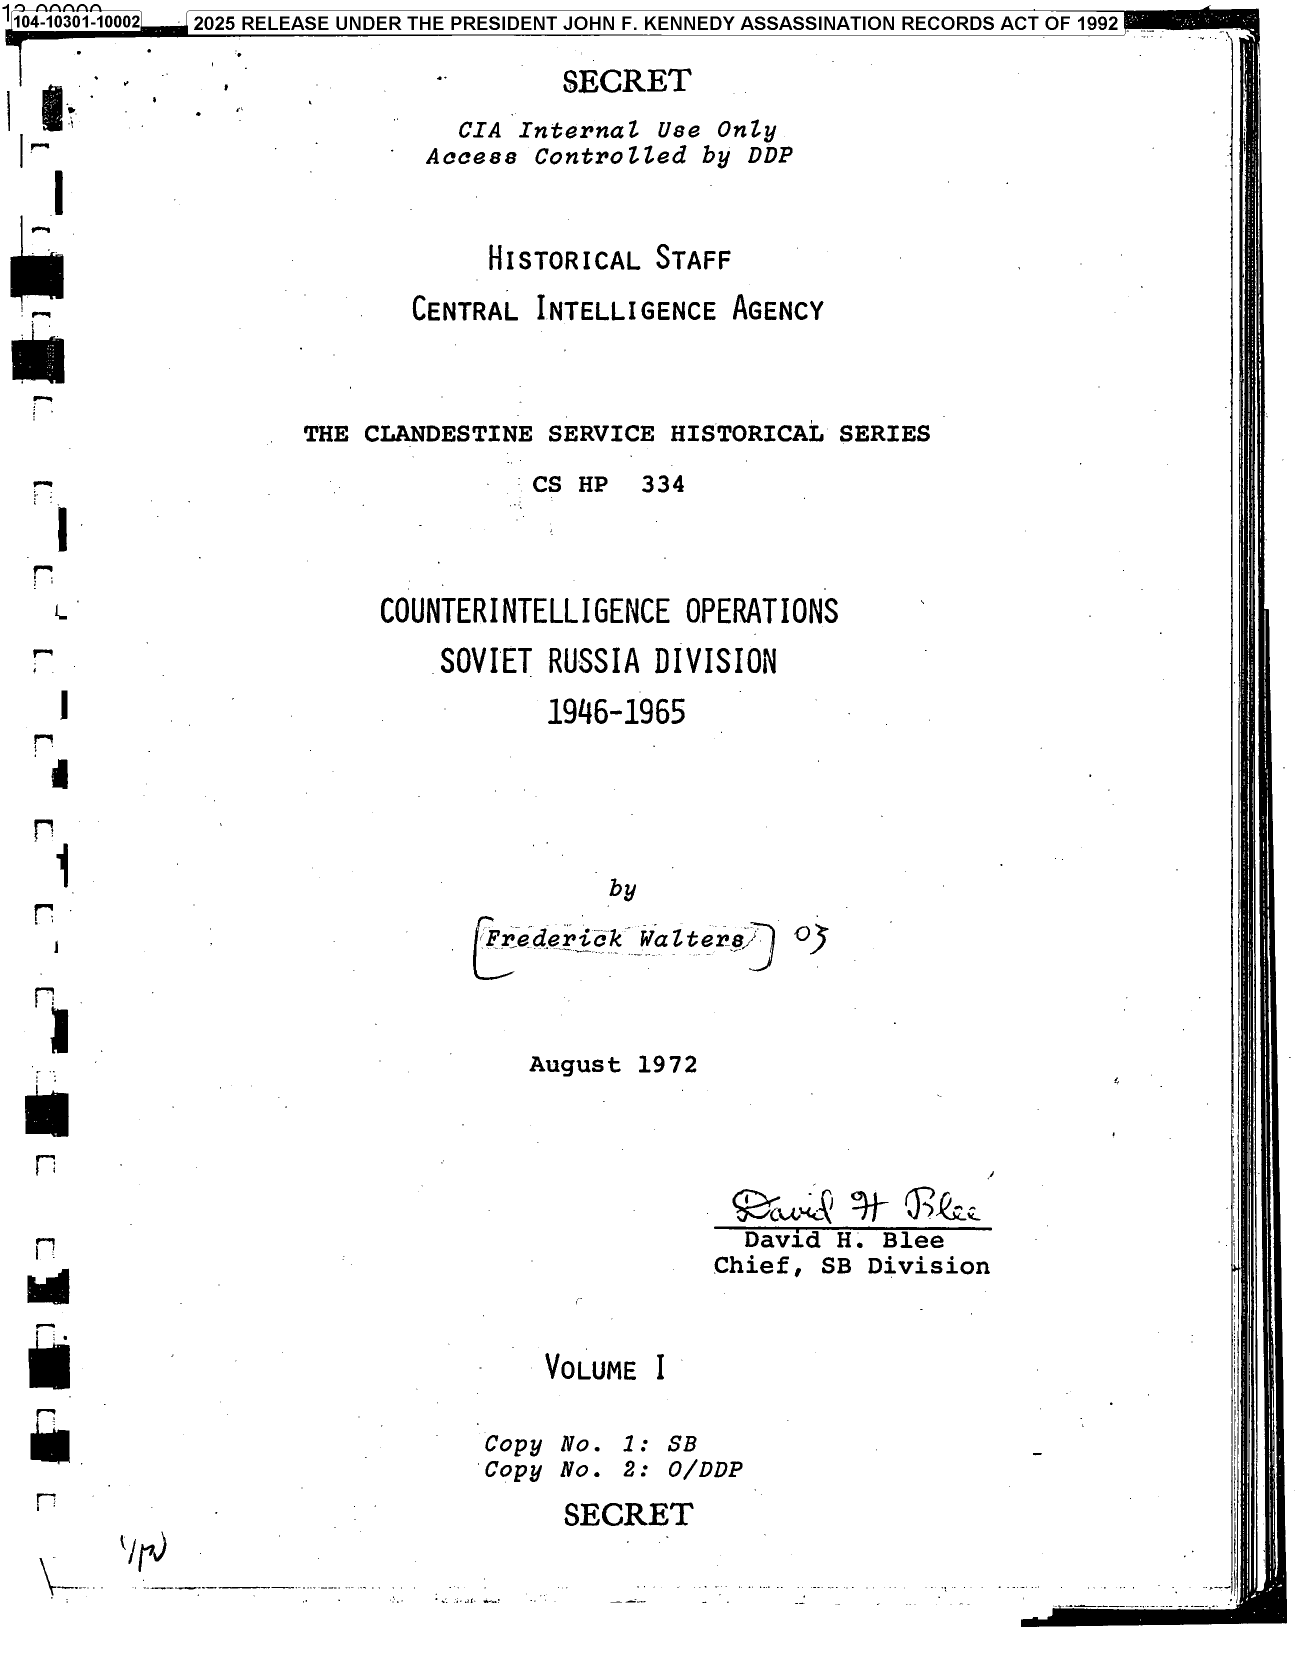 104-10301-10002
2025 RELEASE UNDER THE PRESIDENT JOHN F. KENNEDY ASSASSINATION RECORDS ACT OF 1992
SECRET
CIA Internal Use Only
Access Controlled by DDP
HISTORICAL STAFF
CENTRAL INTELLIGENCE AGENCY
THE CLANDESTINE SERVICE HISTORICAL SERIES
CS HP 334
COUNTERINTELLIGENCE OPERATIONS
SOVIET RUSSIA DIVISION
1946-1965
by
[Frederick Walters] 03
August 1972
David H Blee
David H. Blee
Chief, SB Division
VOLUME I
Copy No. 1: SB
Copy No. 2: O/DDP
SECRET